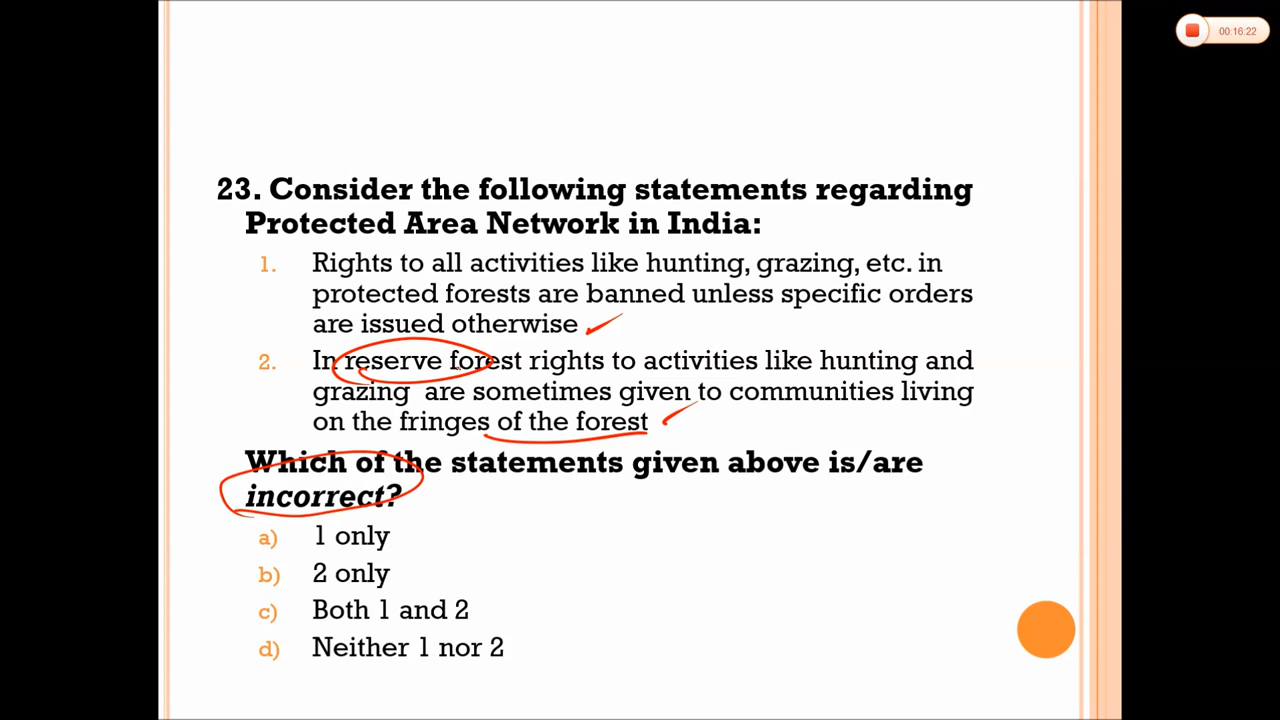 00:16:22
23. Consider the following statements regarding
Protected Area Network in India:
1. Rights to all activities like hunting, grazing, etc. in
protected forests are banned unless specific orders
are issued otherwise
2. In reserve forest rights to activities like hunting and
grazing are sometimes given to communities living
on the fringes of the forest
Which of the statements given above is/are
incorrect?
a) 1 only
b) 2 only
c) Both 1 and 2
d) Neither 1 nor 2